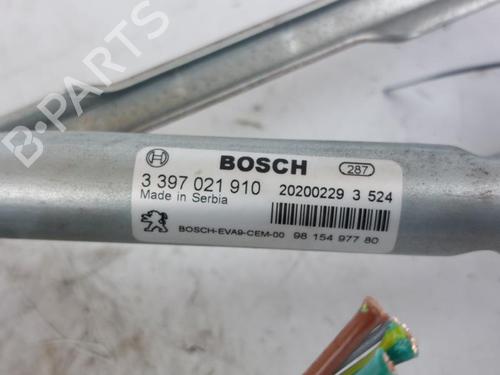 B-PARTS
BOSCH 287
3 397 021 910 20200229 3 524
Made in Serbia
BOSCH-EVA9-CEM-00 98 154 977 80